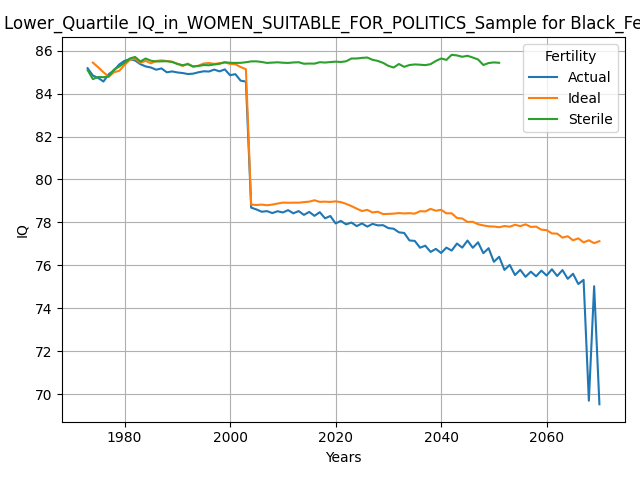 Lower_Quartile_IQ_in_WOMEN_SUITABLE_FOR_POLITICS_Sample for Black_Fe
86
84
82
80
78
76
74
72
70
IQ
1980
2000
2020
2040
2060
Years
Fertility
Actual
Ideal
Sterile